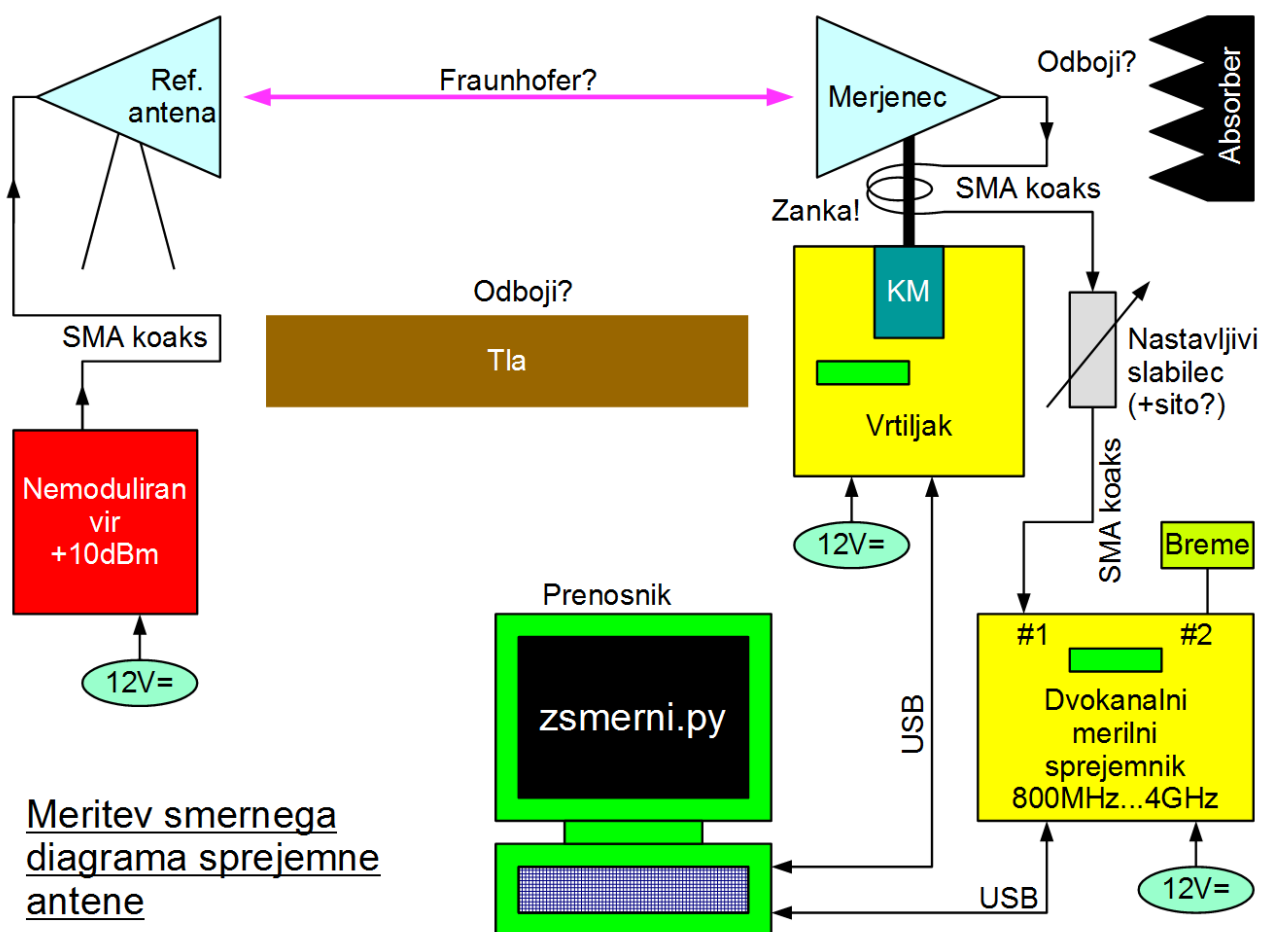 Ref.
antena
Fraunhofer?
Merjenec
Odboji?
Absorber
SMA koaks
Zanka!
KM
Odboji?
Tla
SMA koaks
Nastavljivi
slabilec
(+sito?)
Vrtiljak
SMA koaks
Nemoduliran
vir
+10dBm
12V=
12V=
Breme
Prenosnik
zsmerni.py
USB
#1
#2
Dvokanalni
merilni
sprejemnik
800MHz...4GHz
12V=
USB
Meritev smernega
diagrama sprejemne
antene